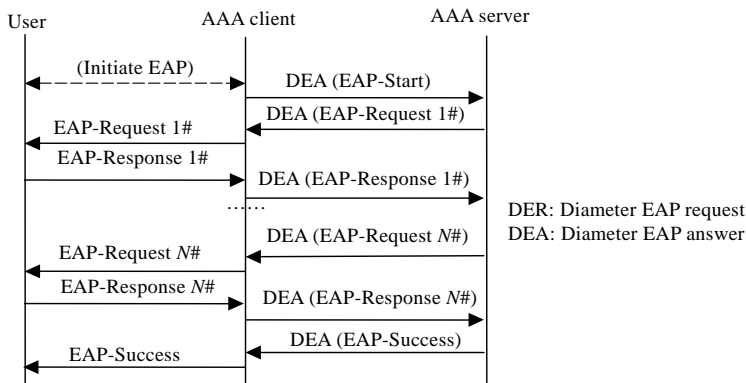 User
AAA client
AAA server
(Initiate EAP)
DEA (EAP-Start)
DEA (EAP-Request 1#)
EAP-Request 1#
EAP-Response 1#
DEA (EAP-Response 1#)
……
DER: Diameter EAP request
DEA: Diameter EAP answer
DEA (EAP-Request N#)
EAP-Request N#
EAP-Response N#
DEA (EAP-Response N#)
DEA (EAP-Success)
EAP-Success